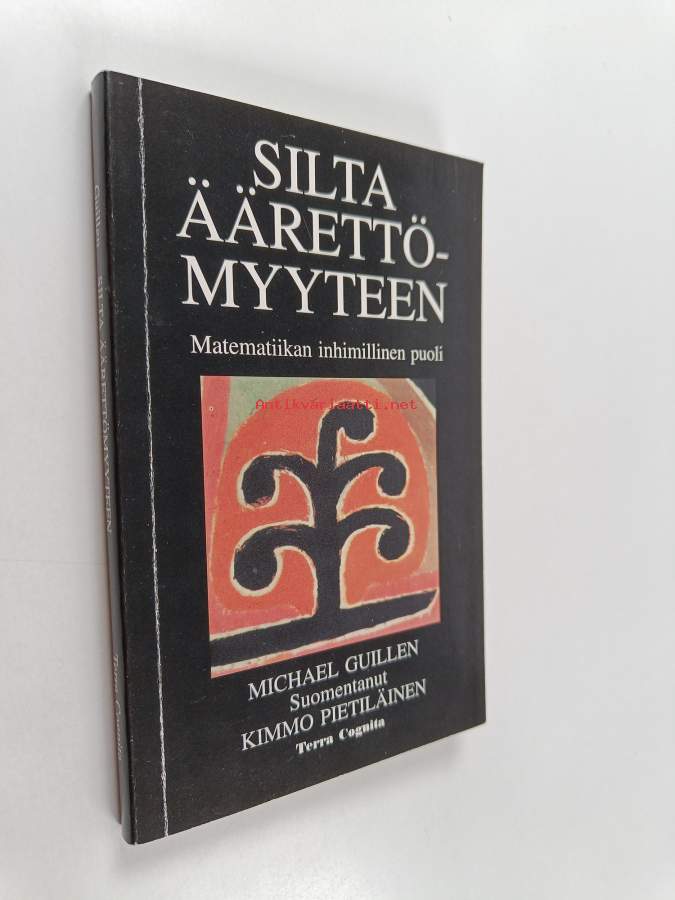 SILTA
ÄÄRETTÖ-
MYYTEEN
Matematiikan inhimillinen puoli
Antikvariaatti.net
MICHAEL GUILLEN
Suomentanut
KIMMO PIETILÄINEN
Terra Cognita
Guillen SILTA ÄÄRETTÖMYYTEEN Terra Cognita